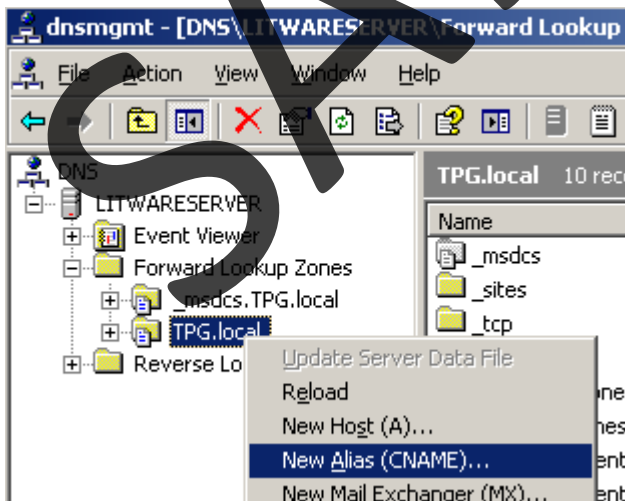 dnsmgmt - [DNS\LITWARESERVER\Forward Lookup
File Action View Window Help
DNS
LITWARESERVER
Event Viewer
Forward Lookup Zones
_msdcs.TPG.local
TPG.local
Reverse Lo
TPG.local 10 reco
Name
_msdcs
_sites
_tcp
Update Server Data File
Reload
New Host (A)...
New Alias (CNAME)...
New Mail Exchanger (MX)...